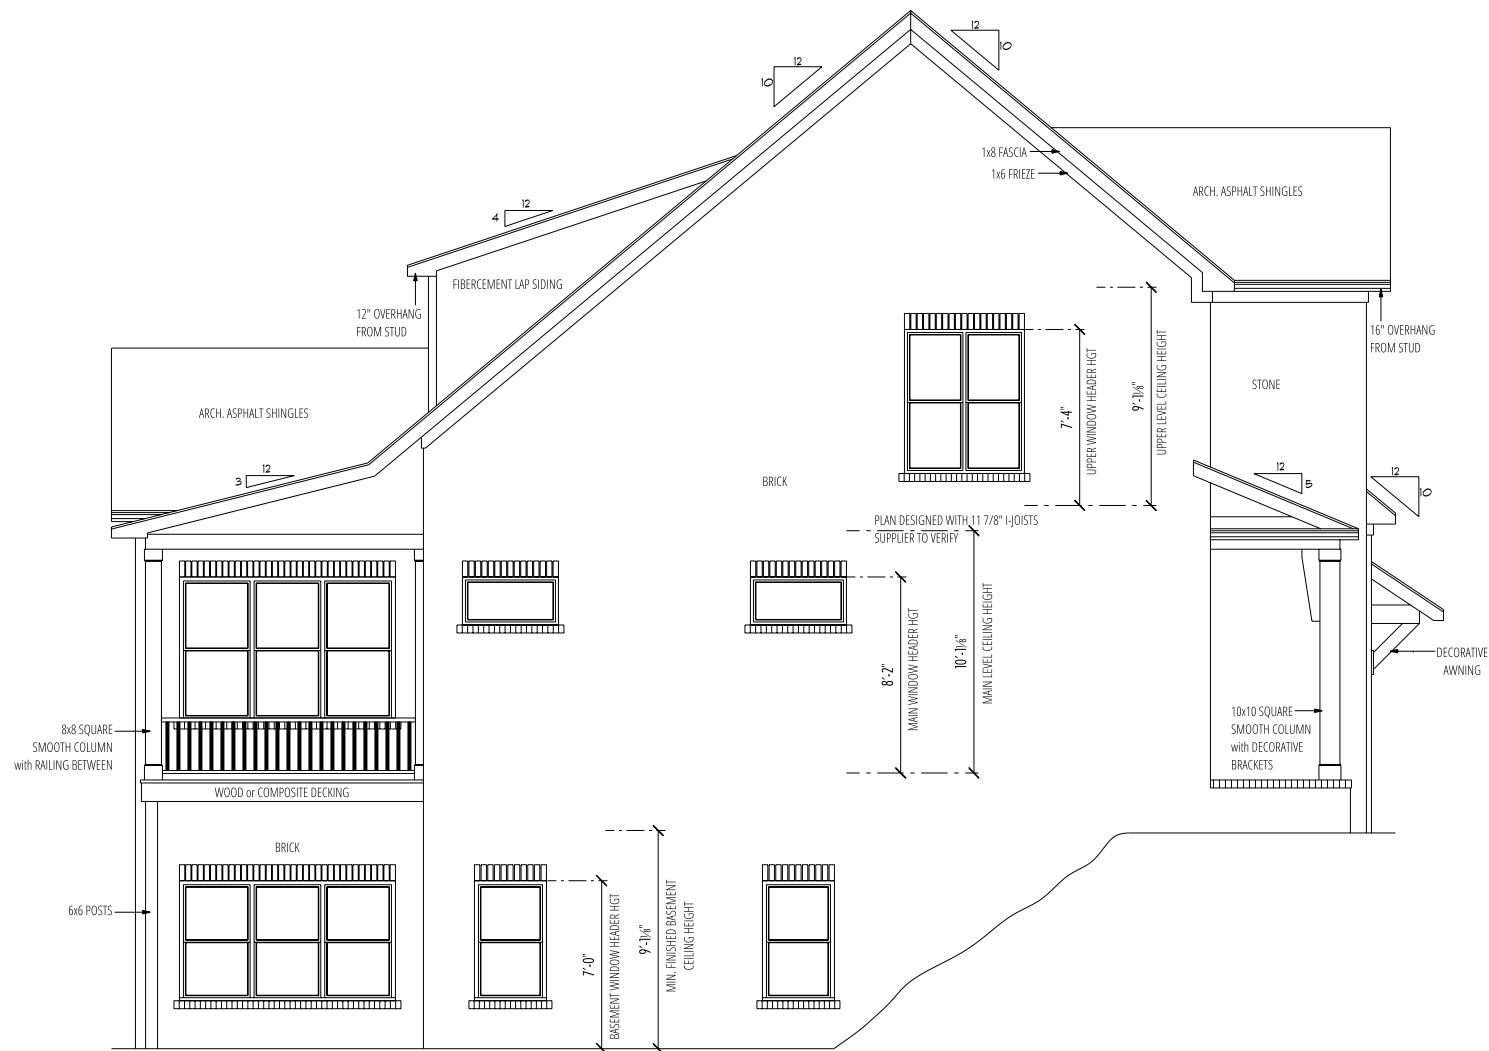 12
10
12
10
1x8 FASCIA
1x6 FRIEZE
ARCH. ASPHALT SHINGLES
12
4
FIBERCEMENT LAP SIDING
12" OVERHANG
FROM STUD
16" OVERHANG
FROM STUD
7'-4"
UPPER WINDOW HEADER HGT
9'-1⅛"
UPPER LEVEL CEILING HEIGHT
STONE
ARCH. ASPHALT SHINGLES
12
3
BRICK
12
5
12
10
PLAN DESIGNED WITH 11 7/8" I-JOISTS
SUPPLIER TO VERIFY
8'-2"
MAIN WINDOW HEADER HGT
10'-1⅛"
MAIN LEVEL CEILING HEIGHT
DECORATIVE
AWNING
8x8 SQUARE
SMOOTH COLUMN
with RAILING BETWEEN
10x10 SQUARE
SMOOTH COLUMN
with DECORATIVE
BRACKETS
WOOD or COMPOSITE DECKING
BRICK
6x6 POSTS
7'-0"
BASEMENT WINDOW HEADER HGT
9'-1⅛"
MIN. FINISHED BASEMENT
CEILING HEIGHT